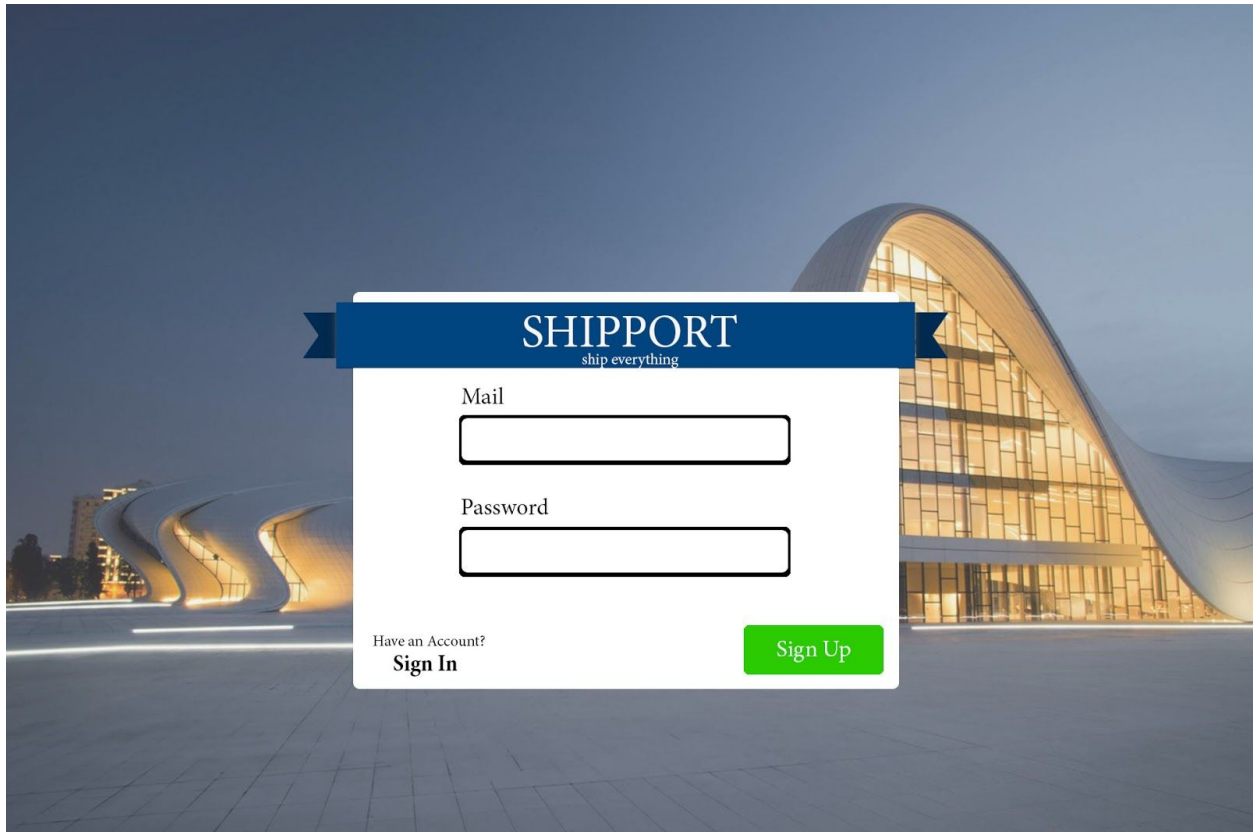 SHIPPORT
ship everything
Mail
Password
Have an Account?
Sign In
Sign Up